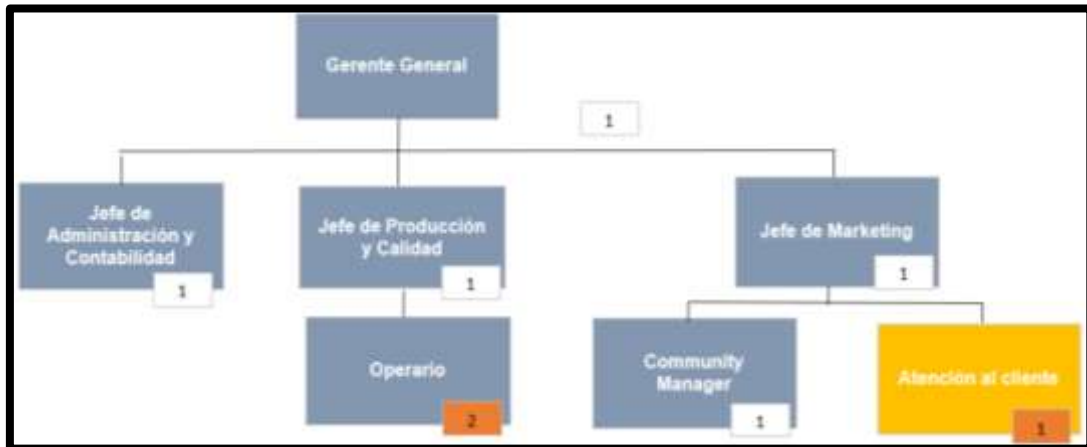 Gerente General
1
Jefe de
Administración y
Contabilidad
1
Jefe de Producción
y Calidad
1
Jefe de Marketing
1
Operario
2
Community
Manager
1
Atención al cliente
1